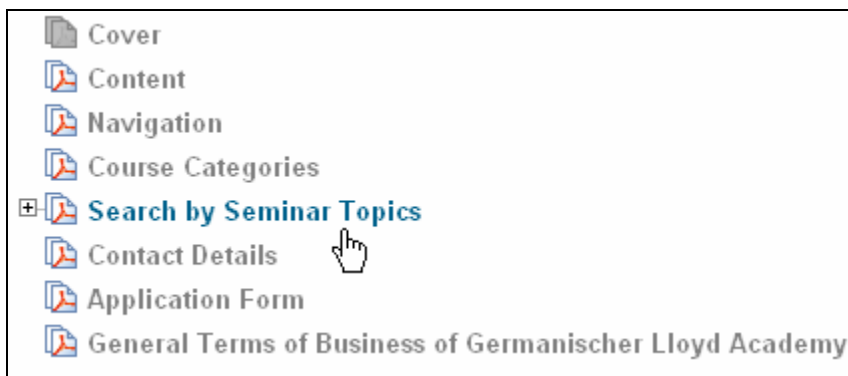 Cover
Content
Navigation
Course Categories
Search by Seminar Topics
Contact Details
Application Form
General Terms of Business of Germanischer Lloyd Academy